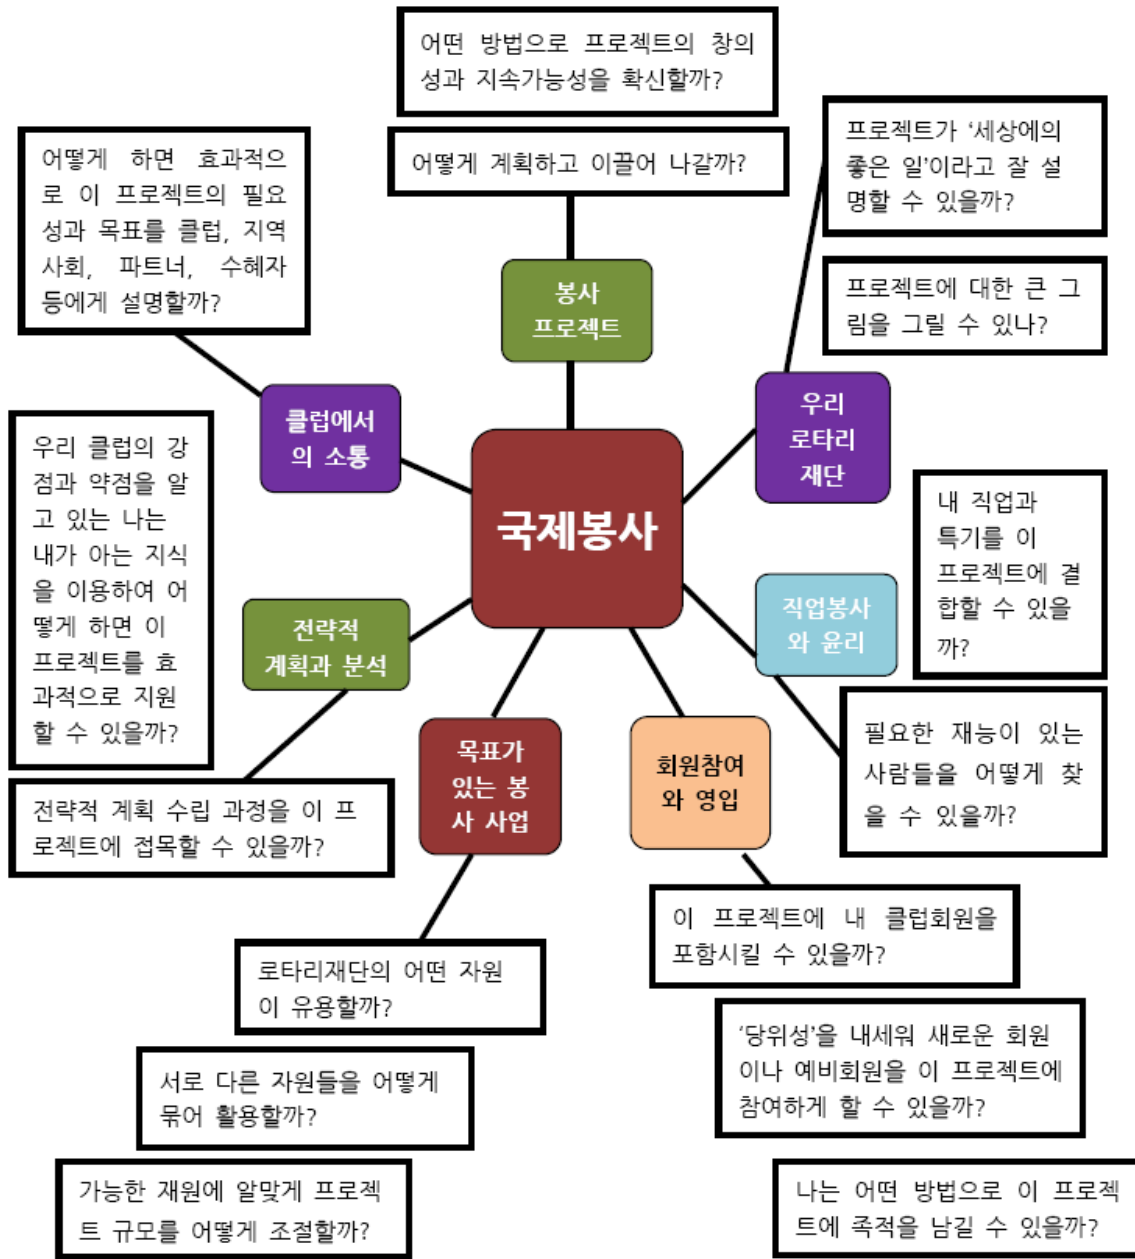 어떤 방법으로 프로젝트의 창의
성과 지속가능성을 확신할까?
어떻게 계획하고 이끌어 나갈까?
프로젝트가 ‘세상에의
좋은 일’이라고 잘 설
명할 수 있을까?
어떻게 하면 효과적으
로 이 프로젝트의 필요
성과 목표를 클럽, 지역
사회, 파트너, 수혜자
등에게 설명할까?
프로젝트에 대한 큰 그
림을 그릴 수 있나?
봉사
프로젝트
클럽에서
의 소통
우리
로타리
재단
국제봉사
우리 클럽의 강
점과 약점을 알
고 있는 나는
내가 아는 지식
을 이용하여 어
떻게 하면 이
프로젝트를 효
과적으로 지원
할 수 있을까?
내 직업과
특기를 이
프로젝트에 결
합할 수 있을
까?
전략적
계획과 분석
직업봉사
와 윤리
필요한 재능이 있는
사람들을 어떻게 찾
을 수 있을까?
목표가
있는 봉
사 사업
회원참여
와 영입
전략적 계획 수립 과정을 이 프
로젝트에 접목할 수 있을까?
이 프로젝트에 내 클럽회원을
포함시킬 수 있을까?
로타리재단의 어떤 자원
이 유용할까?
‘당위성’을 내세워 새로운 회원
이나 예비회원을 이 프로젝트에
참여하게 할 수 있을까?
서로 다른 자원들을 어떻게
묶어 활용할까?
가능한 재원에 알맞게 프로젝
트 규모를 어떻게 조절할까?
나는 어떤 방법으로 이 프로젝
트에 족적을 남길 수 있을까?